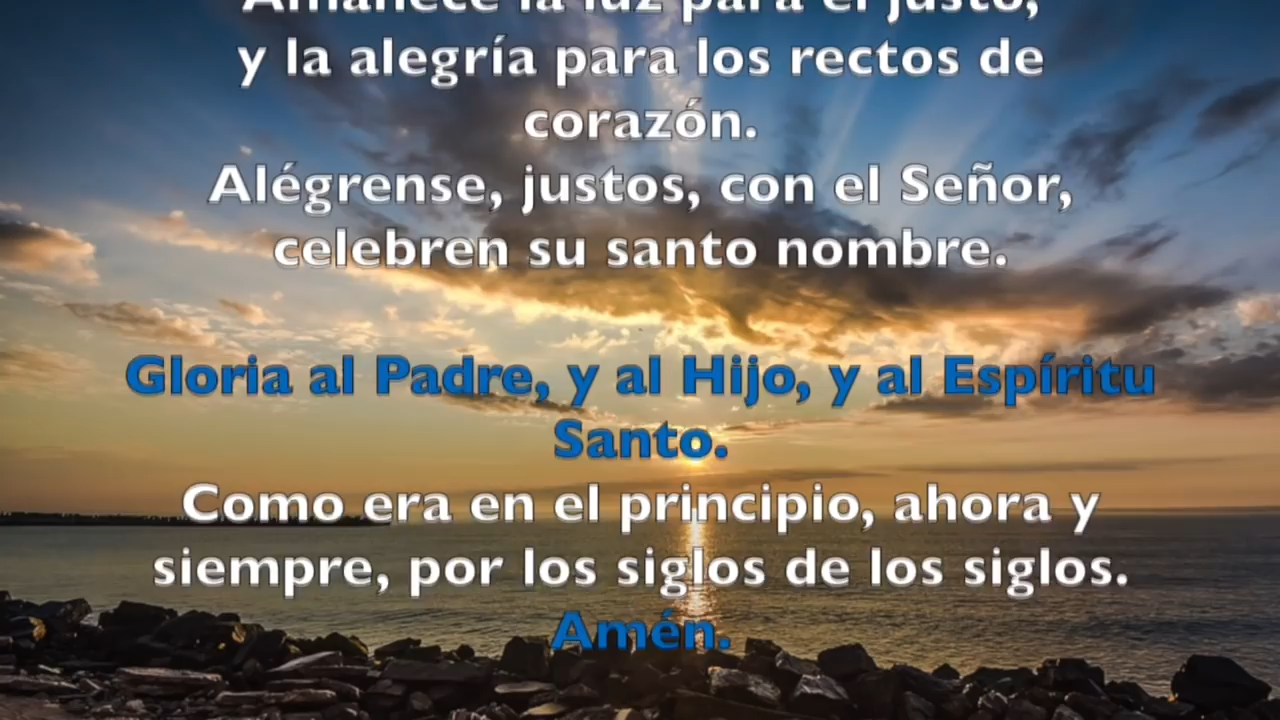 Amanece la luz para el justo,
y la alegría para los rectos de
corazón.
Alégrense, justos, con el Señor,
celebren su santo nombre.
Gloria al Padre, y al Hijo, y al Espíritu
Santo.
Como era en el principio, ahora y
siempre, por los siglos de los siglos.
Amén.